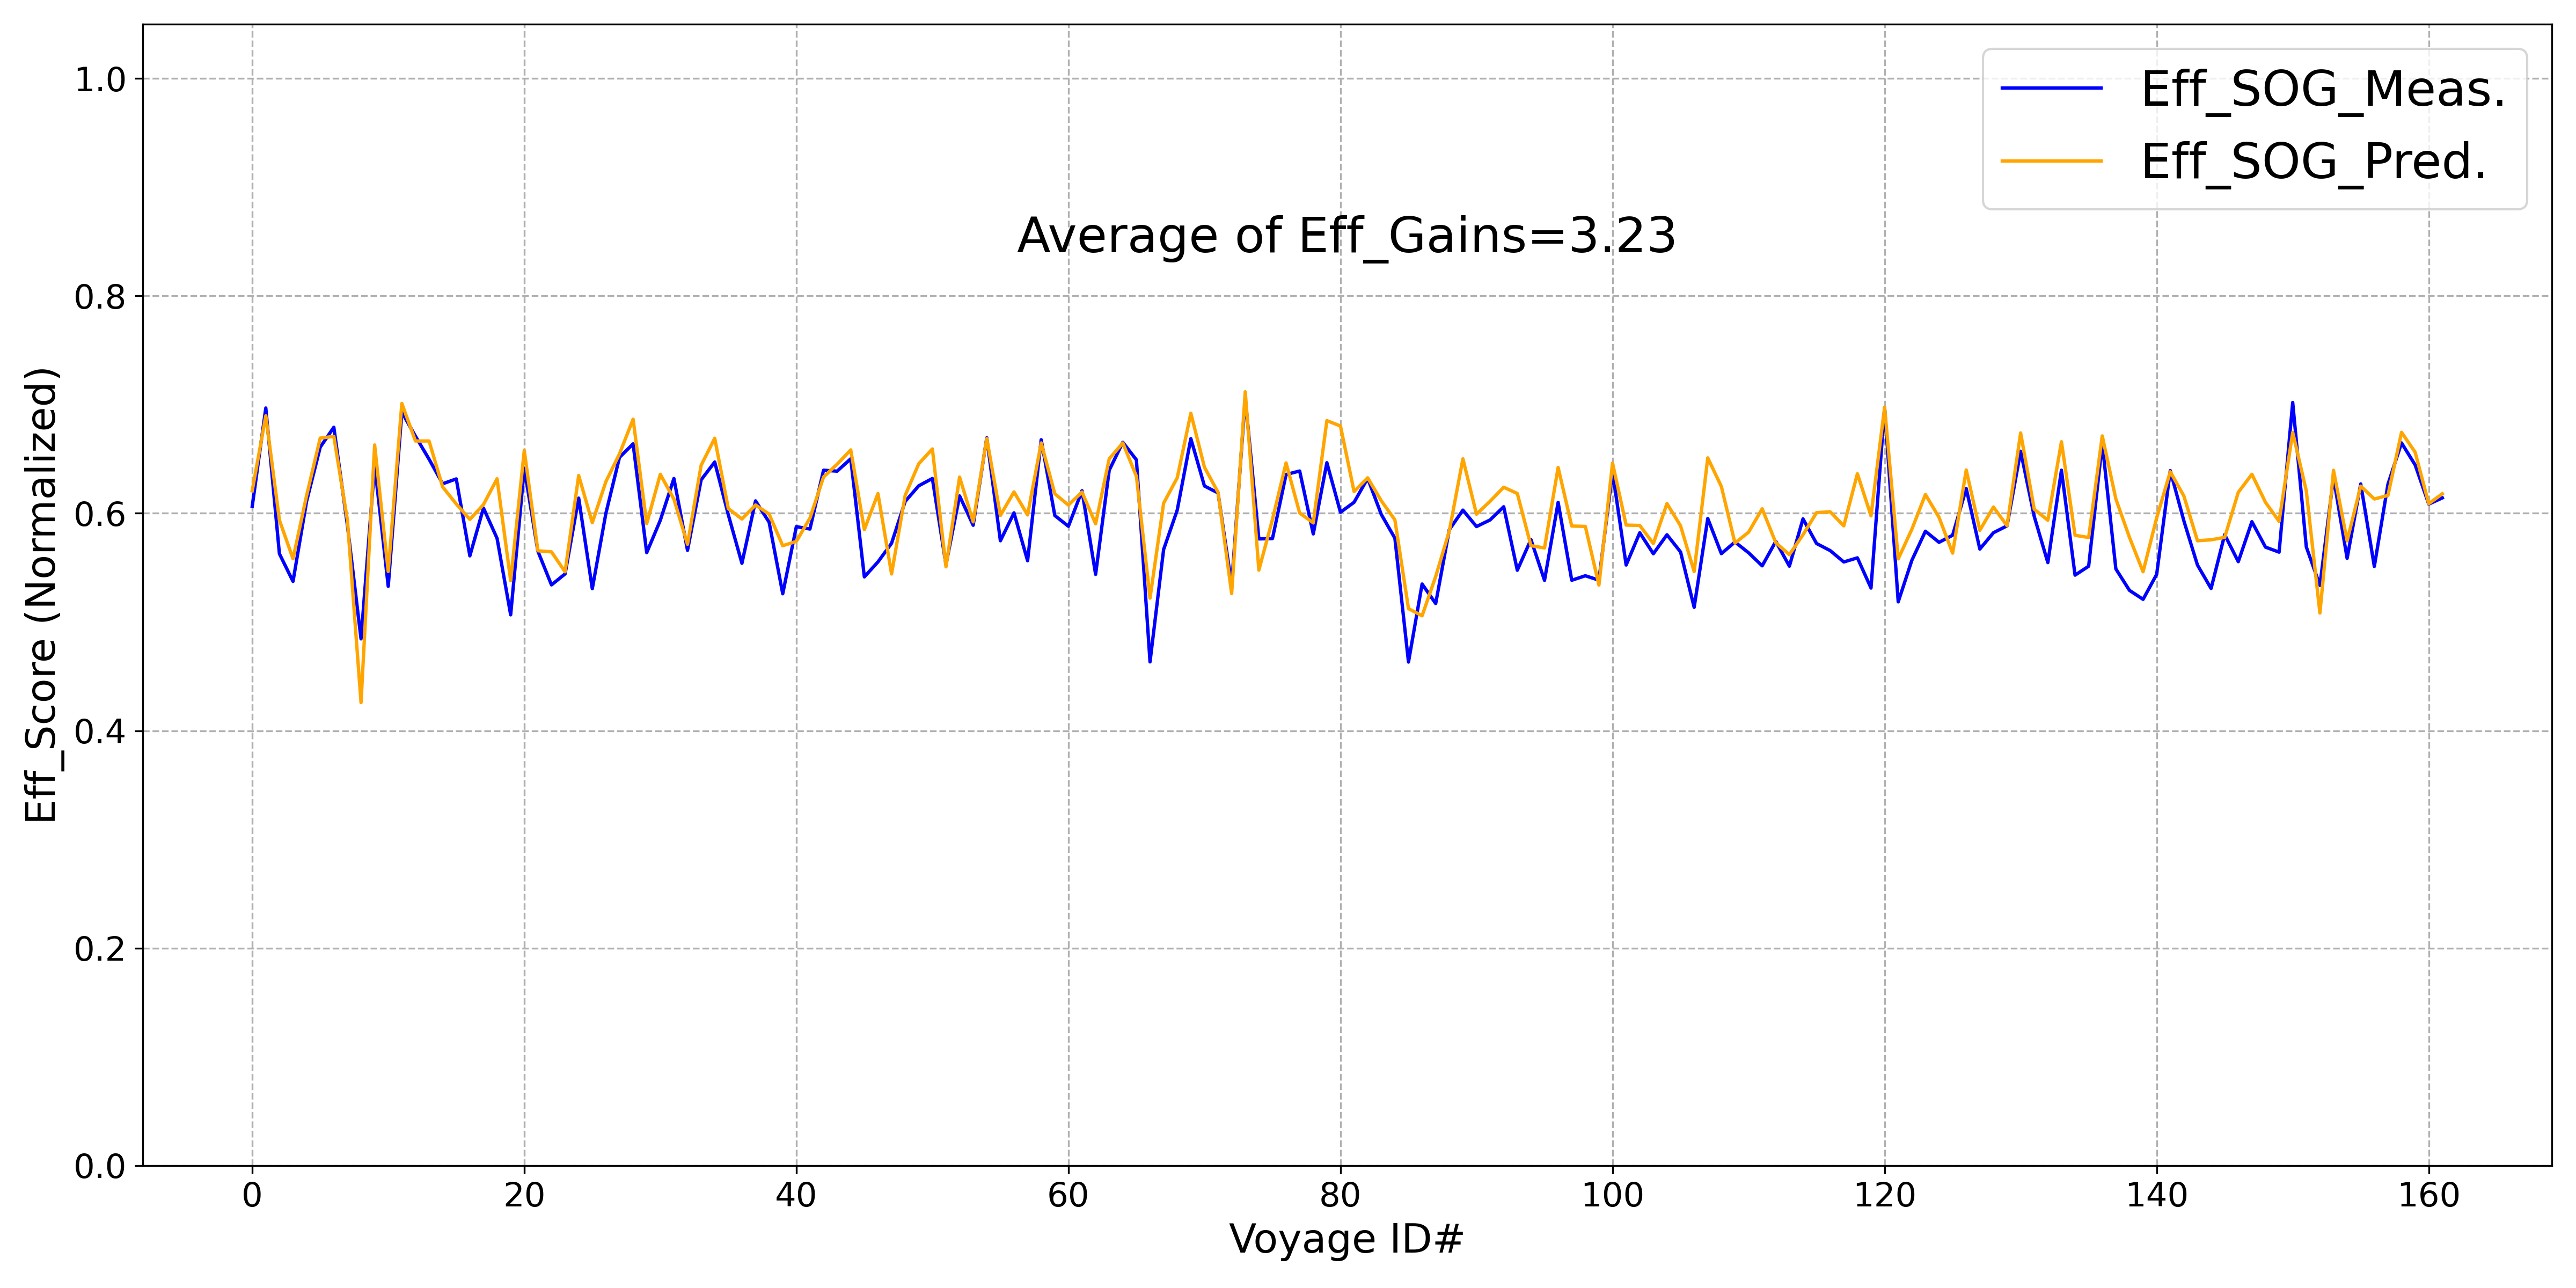 Eff_SOG_Meas.
Eff_SOG_Pred.
Average of Eff_Gains=3.23
Eff_Score (Normalized)
1.0
0.8
0.6
0.4
0.2
0.0
0 20 40 60 80 100 120 140 160
Voyage ID#